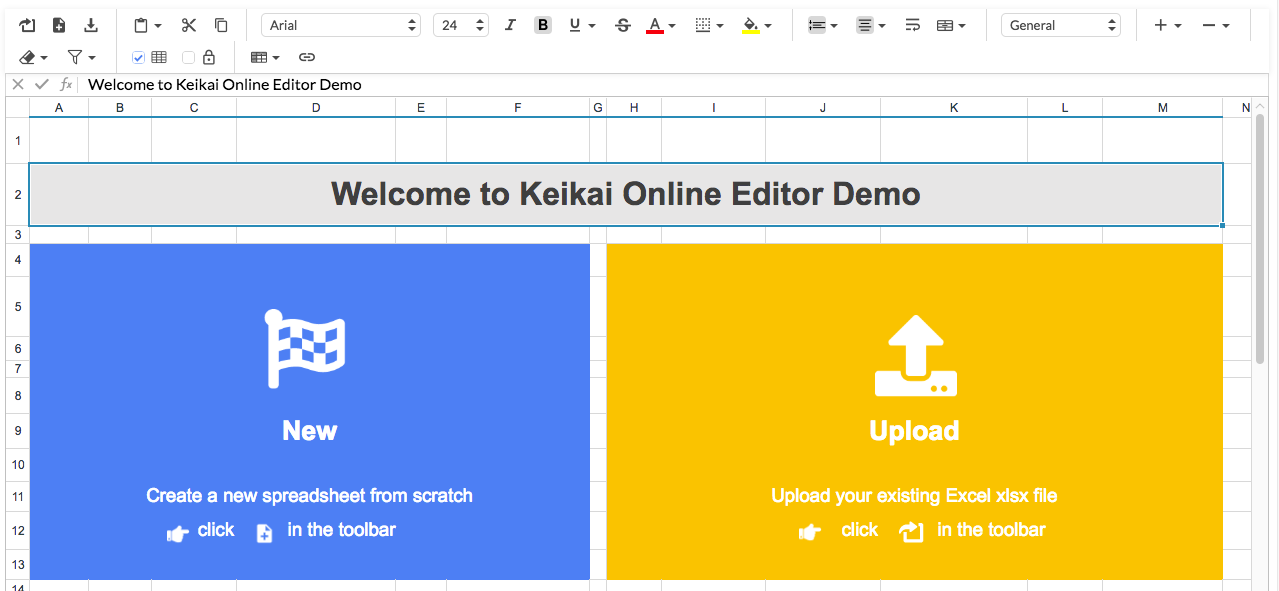 Arial 24 I B U S A General
fx Welcome to Keikai Online Editor Demo
A B C D E F G H I J K L M N
1
2 Welcome to Keikai Online Editor Demo
3
4
5
6
7
8
9 New Upload
10
11 Create a new spreadsheet from scratch Upload your existing Excel xlsx file
12 click in the toolbar click in the toolbar
13
14